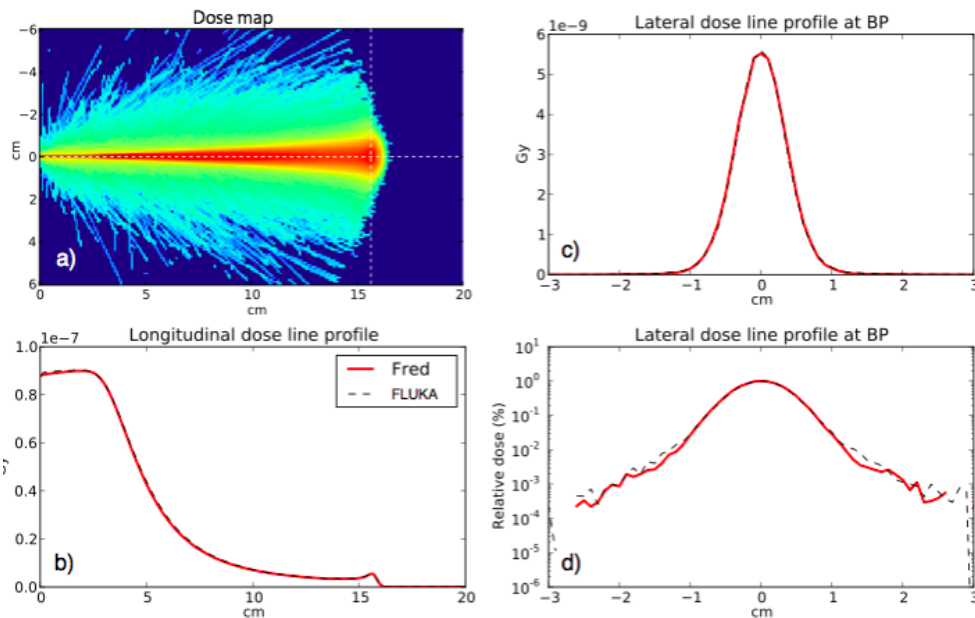 Dose map
−6
−4
−2
0
2
4
6
cm
a)
0 5 10 15 20
cm
Lateral dose line profile at BP
1e−9
6
5
4
3
2
1
0
Gy
c)
−3 −2 −1 0 1 2 3
cm
Longitudinal dose line profile
1e−7
1.0
0.8
0.6
0.4
0.2
0.0
Fred
FLUKA
b)
0 5 10 15 20
cm
Lateral dose line profile at BP
10^1
10^0
10^-1
10^-2
10^-3
10^-4
10^-5
10^-6
Relative dose (%)
d)
−3 −2 −1 0 1 2 3
cm